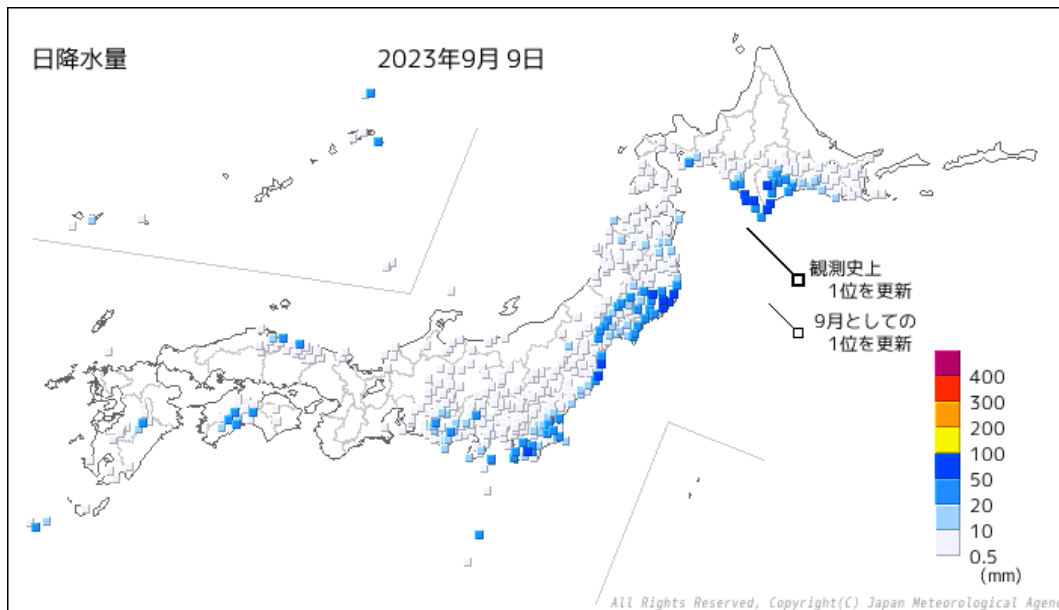 日降水量
2023年9月 9日
観測史上
1位を更新
9月としての
1位を更新
400
300
200
100
50
20
10
0.5
(mm)
All Rights Reserved, Copyright(C) Japan Meteorological Agenc